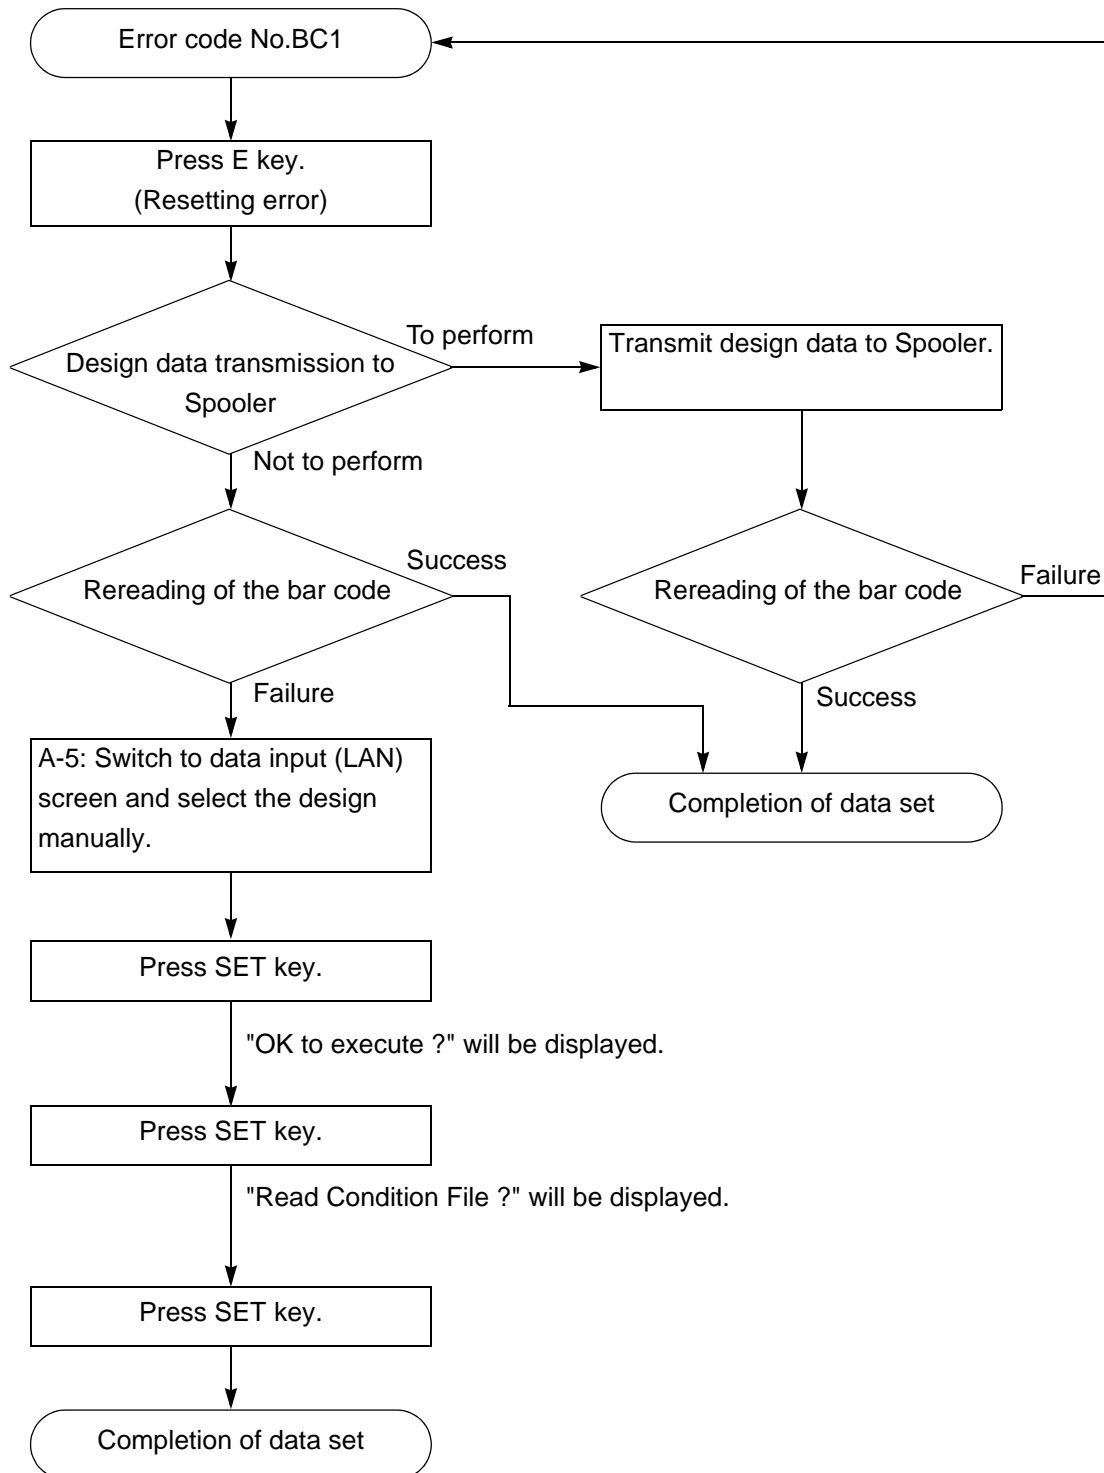 Error code No.BC1
Press E key.
(Resetting error)
To perform
Design data transmission to
Spooler
Transmit design data to Spooler.
Not to perform
Success
Rereading of the bar code
Failure
Rereading of the bar code
Failure
Success
A-5: Switch to data input (LAN)
screen and select the design
manually.
Completion of data set
Press SET key.
"OK to execute ?" will be displayed.
Press SET key.
"Read Condition File ?" will be displayed.
Press SET key.
Completion of data set